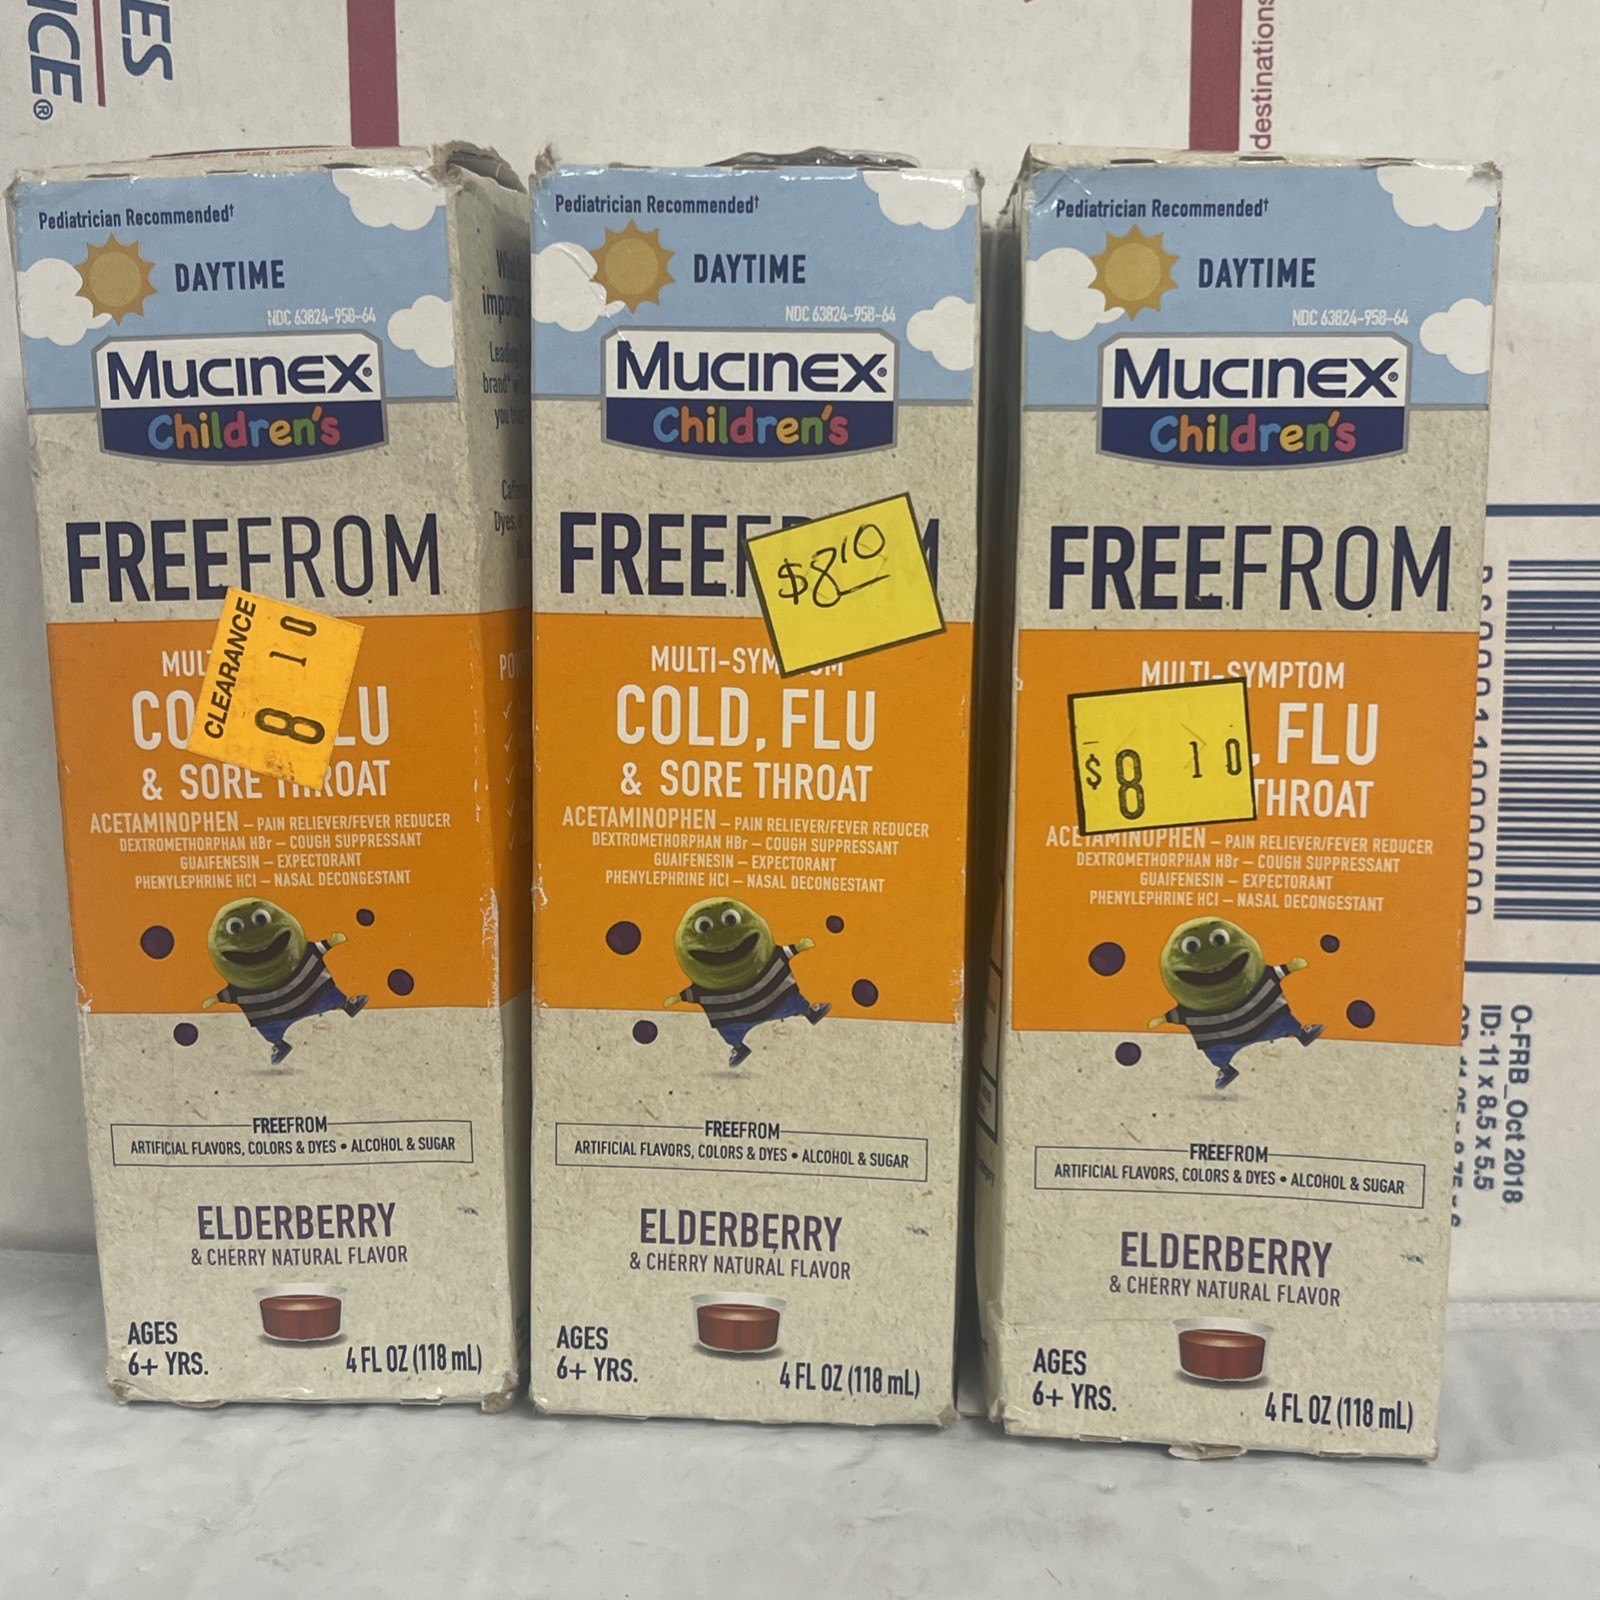 ICE®
ES
destinations
Pediatrician Recommended†
DAYTIME
NDC 63824-958-64
Mucinex®
Children's
FREEFROM
CLEARANCE
8 10
MUL
CO LU
& SORE THROAT
ACETAMINOPHEN – PAIN RELIEVER/FEVER REDUCER
DEXTROMETHORPHAN HBr – COUGH SUPPRESSANT
GUAIFENESIN – EXPECTORANT
PHENYLEPHRINE HCl – NASAL DECONGESTANT
FREEFROM
ARTIFICIAL FLAVORS, COLORS & DYES • ALCOHOL & SUGAR
ELDERBERRY
& CHERRY NATURAL FLAVOR
AGES
6+ YRS.
4 FL OZ (118 mL)
Pediatrician Recommended†
DAYTIME
NDC 63824-958-64
Mucinex®
Children's
FREEF M
$8.10
MULTI-SYM OM
COLD, FLU
& SORE THROAT
ACETAMINOPHEN – PAIN RELIEVER/FEVER REDUCER
DEXTROMETHORPHAN HBr – COUGH SUPPRESSANT
GUAIFENESIN – EXPECTORANT
PHENYLEPHRINE HCl – NASAL DECONGESTANT
FREEFROM
ARTIFICIAL FLAVORS, COLORS & DYES • ALCOHOL & SUGAR
ELDERBERRY
& CHERRY NATURAL FLAVOR
AGES
6+ YRS.
4 FL OZ (118 mL)
Pediatrician Recommended†
DAYTIME
NDC 63824-958-64
Mucinex®
Children's
FREEFROM
MULTI-SYMPTOM
, FLU
THROAT
$8 10
ACETAMINOPHEN – PAIN RELIEVER/FEVER REDUCER
DEXTROMETHORPHAN HBr – COUGH SUPPRESSANT
GUAIFENESIN – EXPECTORANT
PHENYLEPHRINE HCl – NASAL DECONGESTANT
FREEFROM
ARTIFICIAL FLAVORS, COLORS & DYES • ALCOHOL & SUGAR
ELDERBERRY
& CHERRY NATURAL FLAVOR
AGES
6+ YRS.
4 FL OZ (118 mL)
O-FRB_Oct 2018
ID: 11 x 8.5 x 5.5